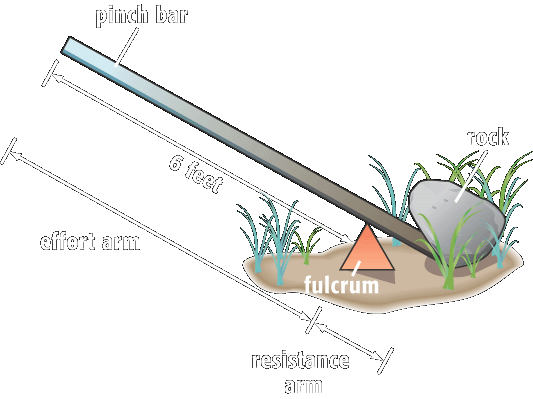 pinch bar
rock
6 feet
effort arm
fulcrum
resistance
arm